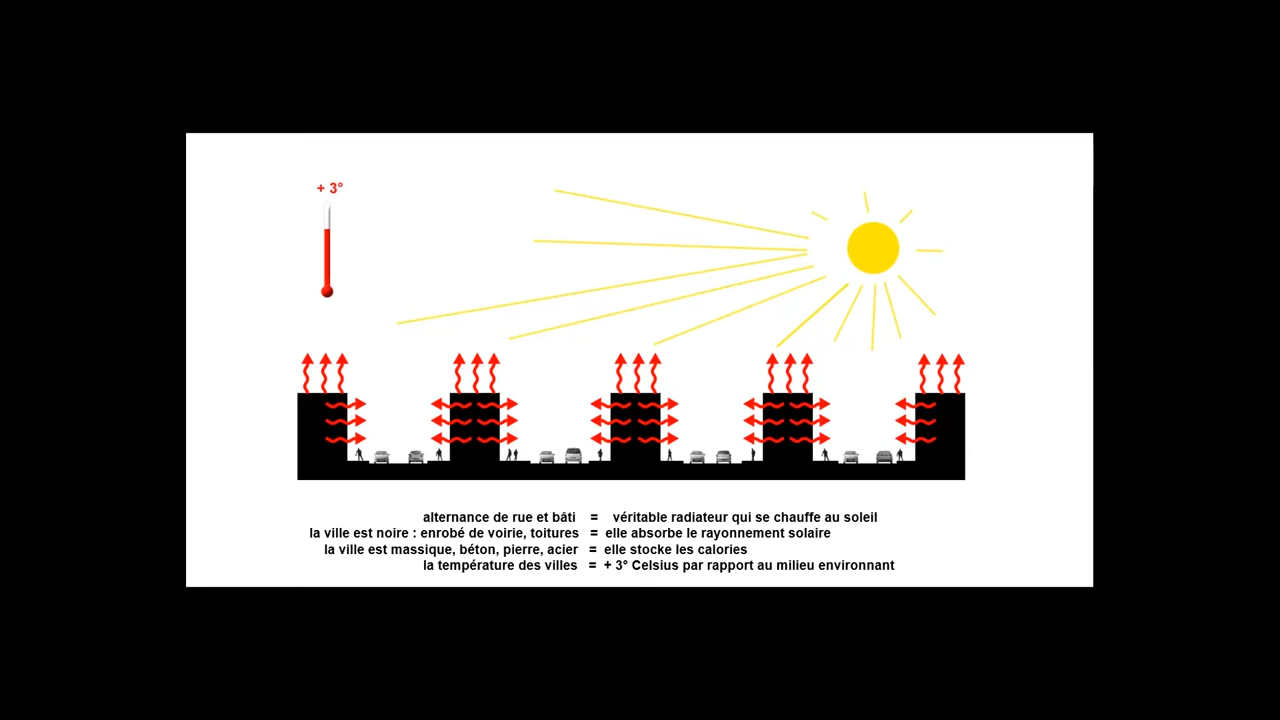 + 3°
alternance de rue et bâti = véritable radiateur qui se chauffe au soleil
la ville est noire : enrobé de voirie, toitures = elle absorbe le rayonnement solaire
la ville est massique, béton, pierre, acier = elle stocke les calories
la température des villes = + 3° Celsius par rapport au milieu environnant